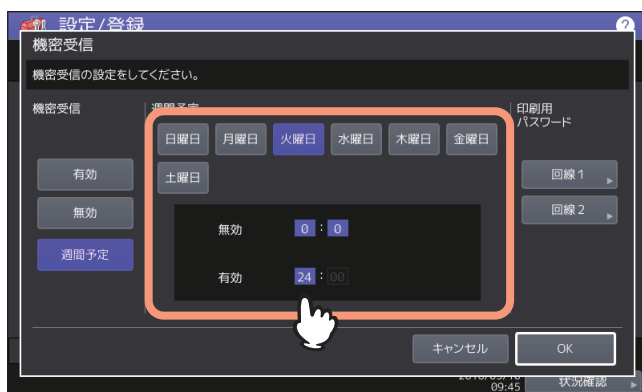 設定/登録
?
機密受信
機密受信の設定をしてください。
機密受信
週間予定
印刷用
パスワード
日曜日 月曜日 火曜日 水曜日 木曜日 金曜日
土曜日
有効
無効
週間予定
無効 0 : 0
有効 24 : 00
回線 1
回線 2
キャンセル OK
09:45 状況確認